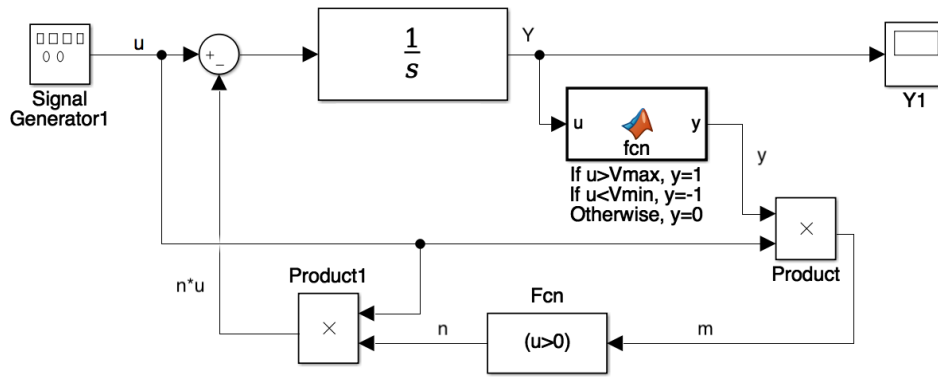 u
+
−
1
s
Y
Signal
Generator1
Y1
u
fcn
y
If u>Vmax, y=1
If u<Vmin, y=-1
Otherwise, y=0
y
×
Product
n*u
Product1
×
n
Fcn
(u>0)
m